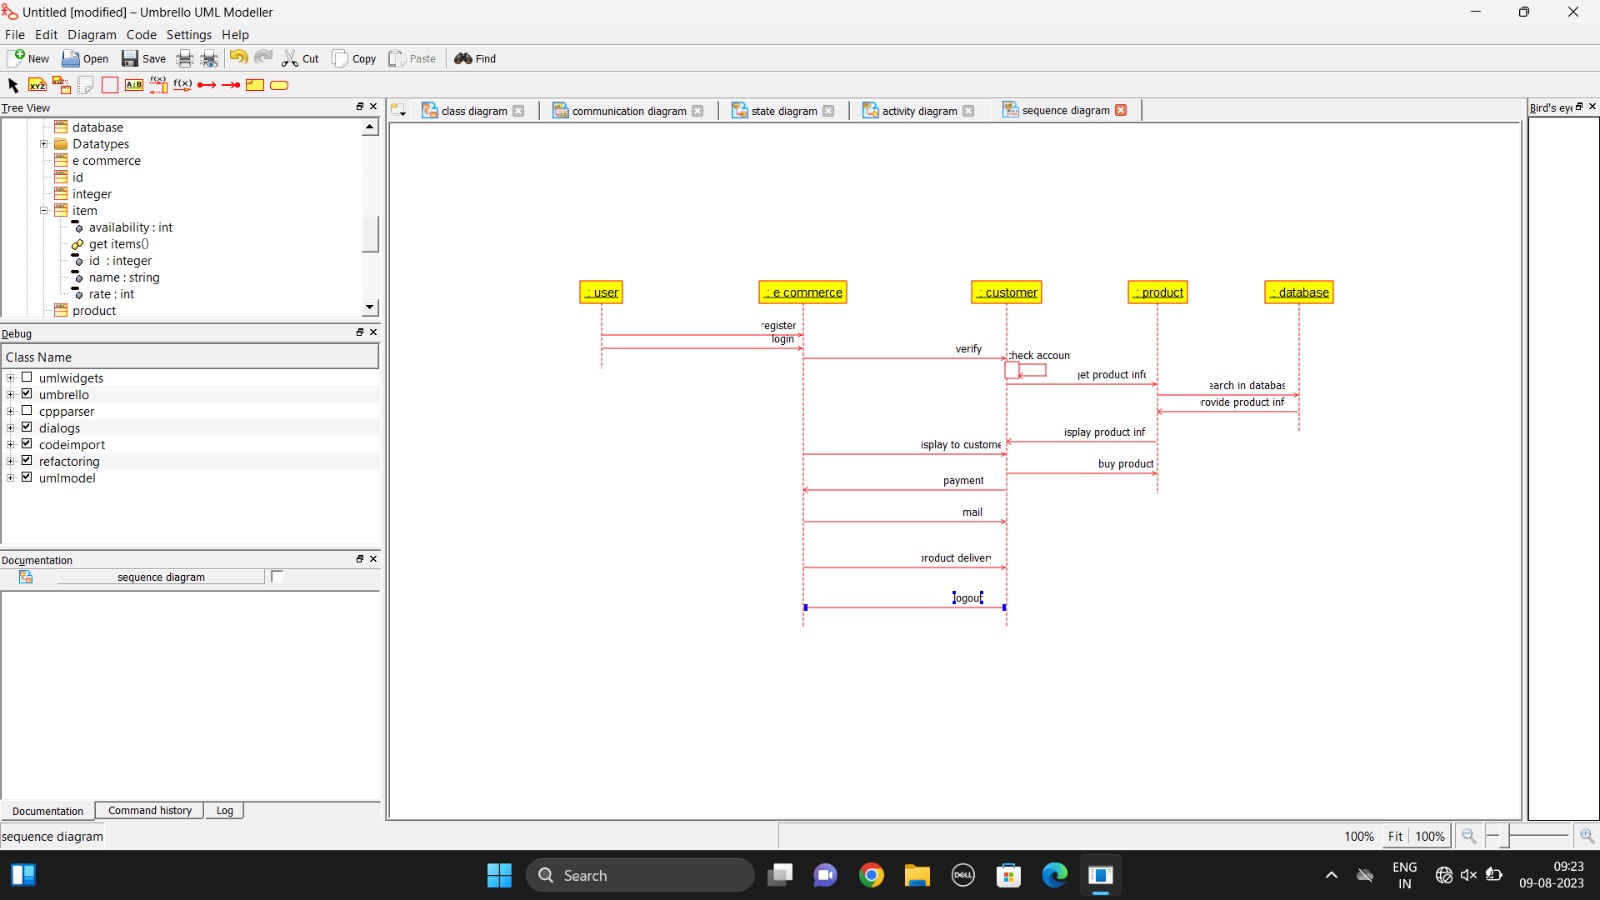 Untitled [modified] – Umbrello UML Modeller
File Edit Diagram Code Settings Help
New Open Save Cut Copy Paste Find
XYZ A:B f(x) f(x)
Tree View
class diagram communication diagram state diagram activity diagram sequence diagram
Bird's eye
database
Datatypes
e commerce
id
integer
item
availability : int
get items()
id : integer
name : string
rate : int
product
: user : e commerce : customer : product : database
register
login
verify
check account
get product info
earch in databas
rovide product inf
isplay product inf
isplay to custome
buy product
payment
mail
product delivery
logout
Debug
Class Name
umlwidgets
umbrello
cppparser
dialogs
codeimport
refactoring
umlmodel
Documentation
sequence diagram
Documentation Command history Log
sequence diagram
100% Fit 100%
Search
DELL
ENG
IN
09:23
09-08-2023